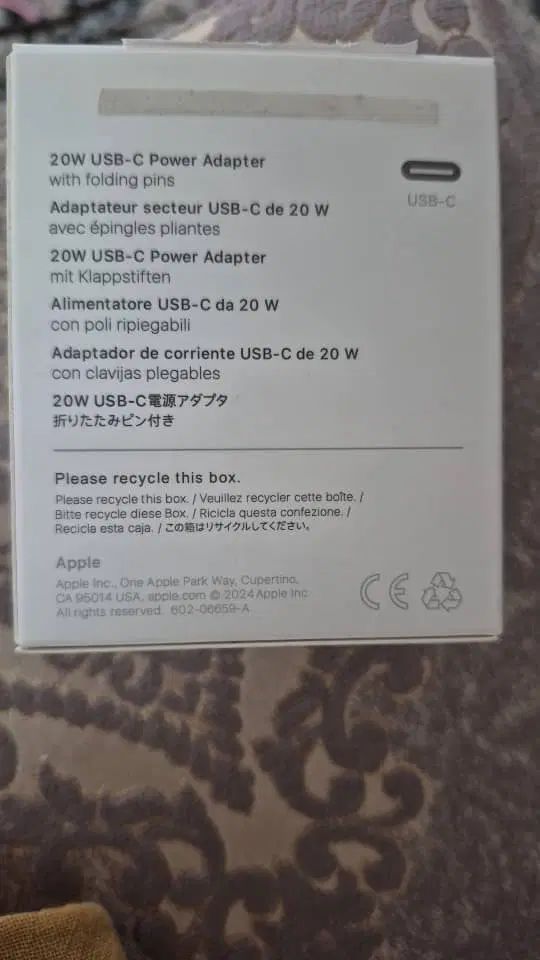 20W USB-C Power Adapter
with folding pins
USB-C
Adaptateur secteur USB-C de 20 W
avec épingles pliantes
20W USB-C Power Adapter
mit Klappstiften
Alimentatore USB-C da 20 W
con poli ripiegabili
Adaptador de corriente USB-C de 20 W
con clavijas plegables
20W USB-C電源アダプタ
折りたたみピン付き
Please recycle this box.
Please recycle this box. / Veuillez recycler cette boîte. /
Bitte recycle diese Box. / Ricicla questa confezione. /
Recicla esta caja. / この箱はリサイクルしてください。
Apple
Apple Inc., One Apple Park Way, Cupertino,
CA 95014 USA. apple.com © 2024 Apple Inc
All rights reserved. 602-06659-A
CE